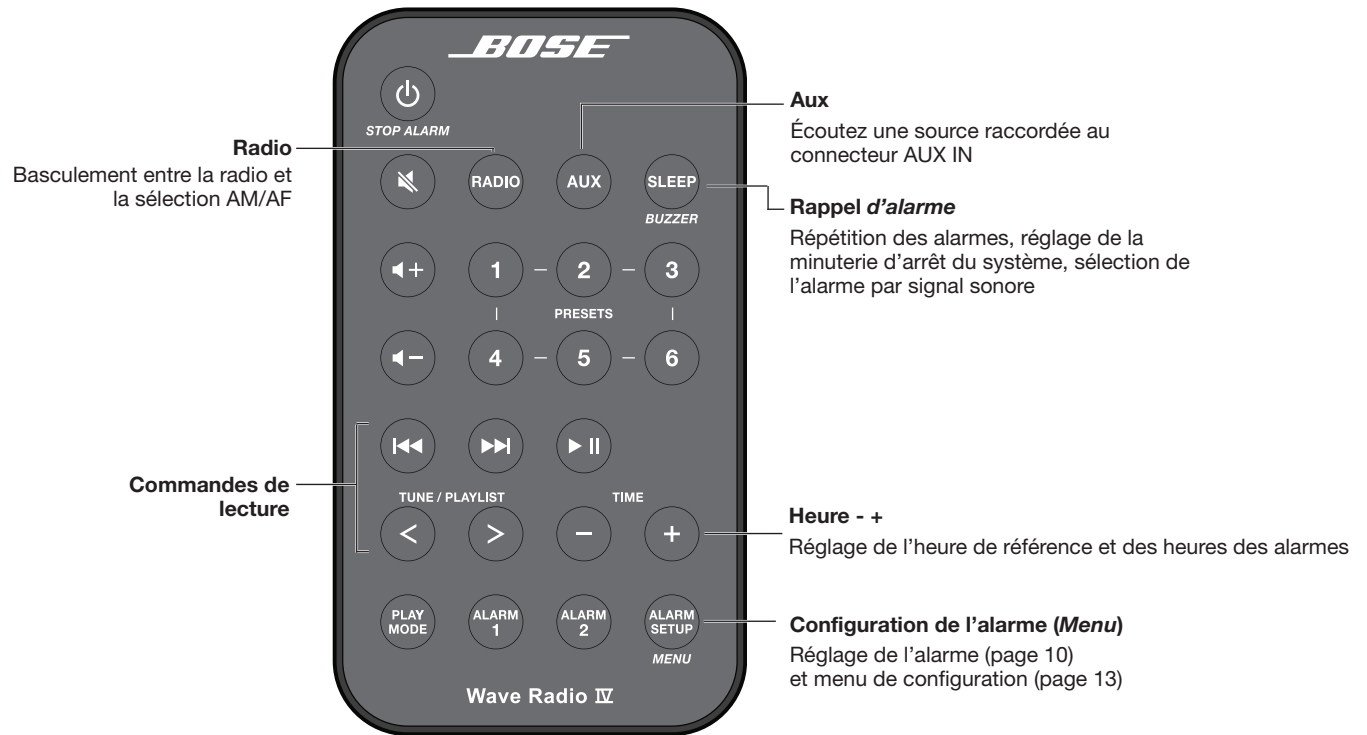 BOSE
STOP ALARM
Radio
Basculement entre la radio et
la sélection AM/AF
RADIO
AUX
SLEEP
BUZZER
Aux
Écoutez une source raccordée au
connecteur AUX IN
Rappel d'alarme
Répétition des alarmes, réglage de la
minuterie d'arrêt du système, sélection de
l'alarme par signal sonore
+
1 – 2 – 3
PRESETS
–
4 – 5 – 6
Commandes de
lecture
TUNE / PLAYLIST
TIME
< > – +
Heure - +
Réglage de l'heure de référence et des heures des alarmes
PLAY
MODE
ALARM
1
ALARM
2
ALARM
SETUP
MENU
Configuration de l'alarme (Menu)
Réglage de l'alarme (page 10)
et menu de configuration (page 13)
Wave Radio IV